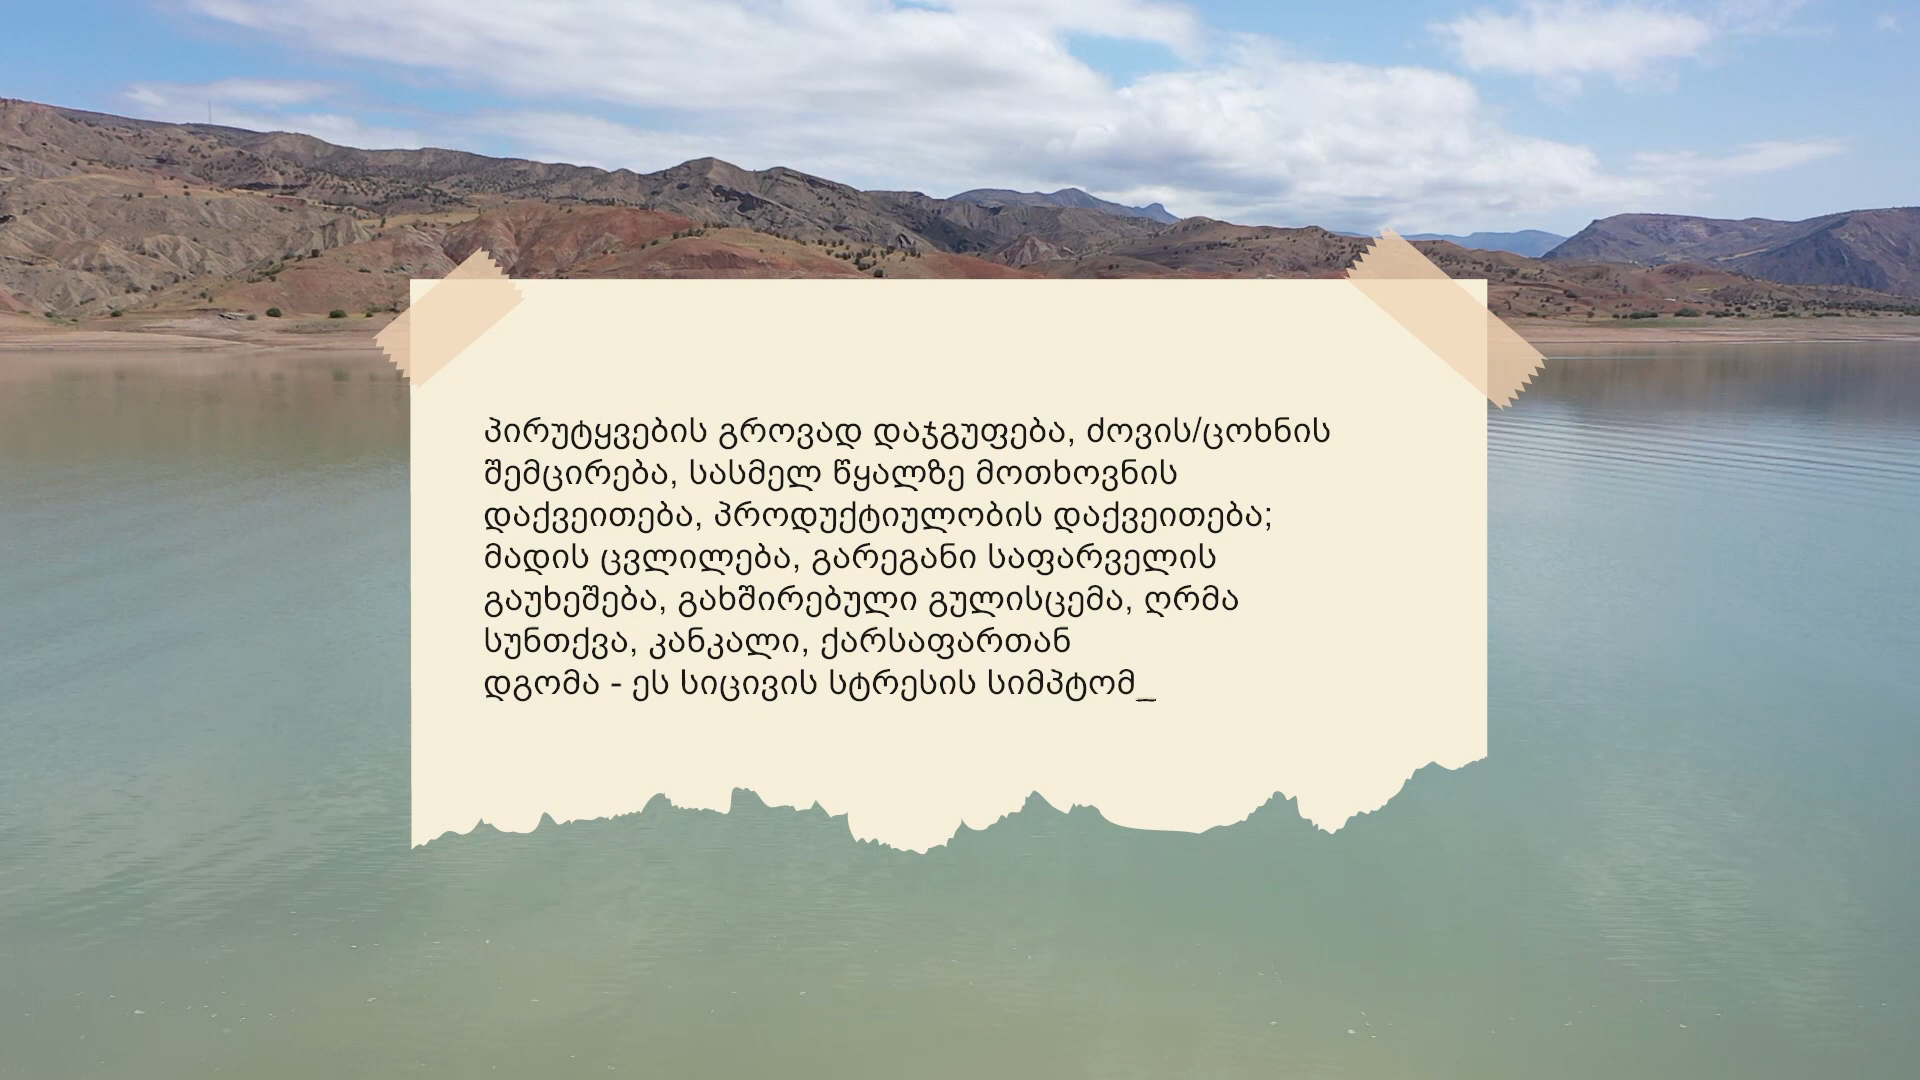 პირუტყვების გროვად დაჯგუფება, ძოვის/ცოხნის
შემცირება, სასმელ წყალზე მოთხოვნის
დაქვეითება, პროდუქტიულობის დაქვეითება;
მადის ცვლილება, გარეგანი საფარველის
გაუხეშება, გახშირებული გულისცემა, ღრმა
სუნთქვა, კანკალი, ქარსაფართან
დგომა - ეს სიცივის სტრესის სიმპტომ_